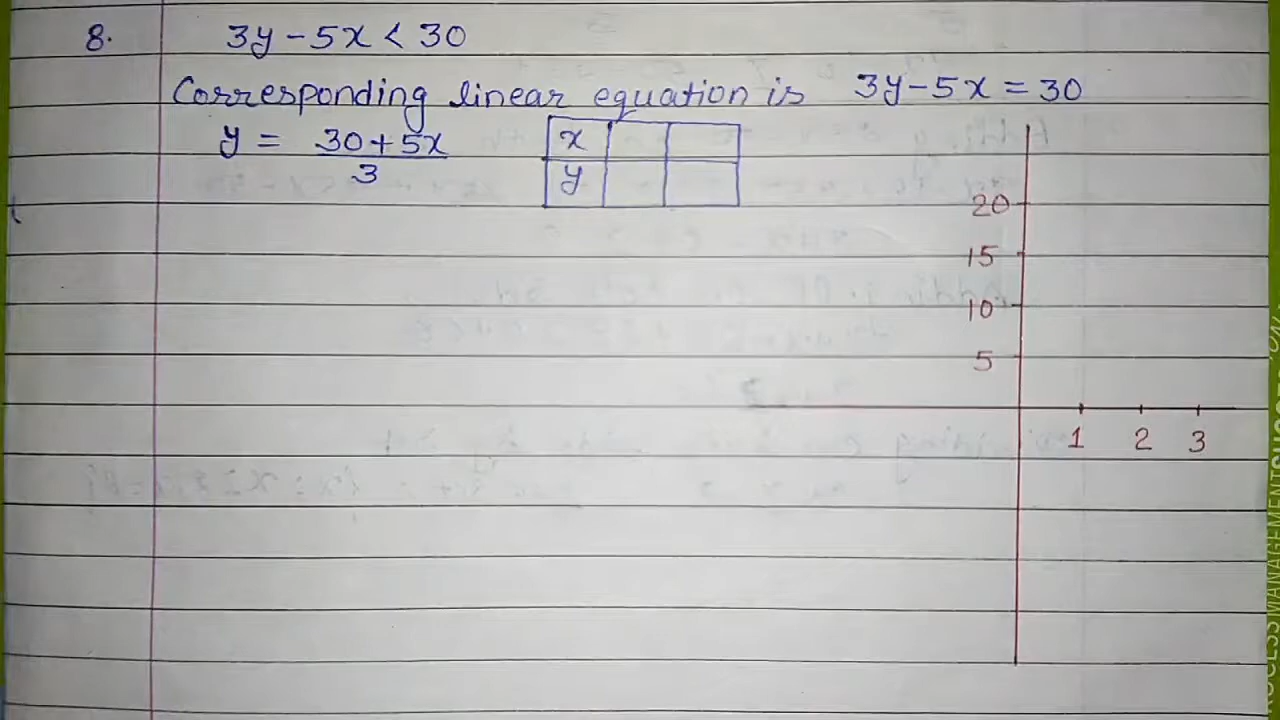 8. 3y - 5x < 30
Corresponding linear equation is 3y - 5x = 30
y = 30 + 5x / 3
x
y
20
15
10
5
1 2 3